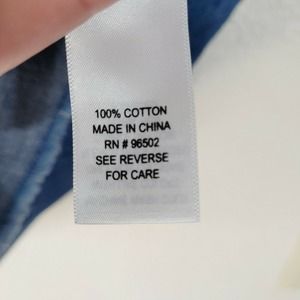 100% COTTON
MADE IN CHINA
RN # 96502
SEE REVERSE
FOR CARE